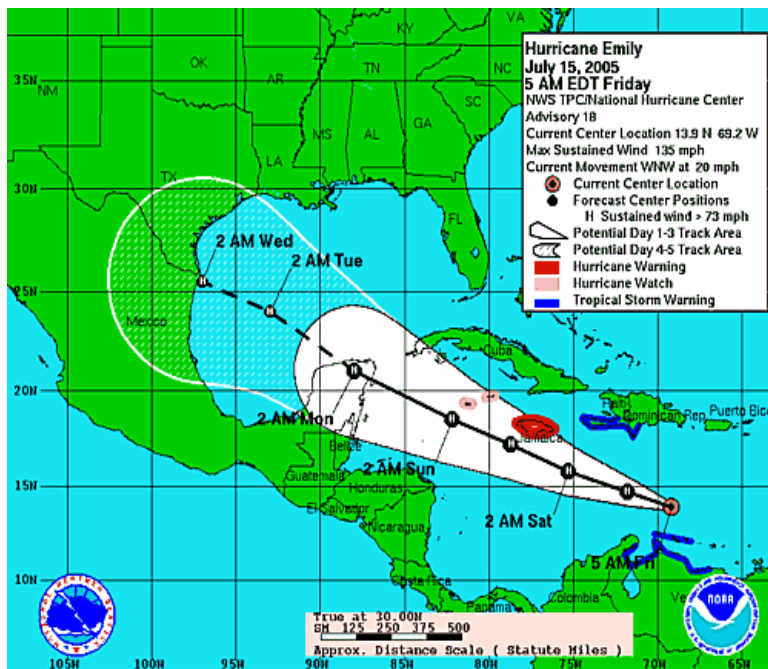 Hurricane Emily
July 15, 2005
5 AM EDT Friday
NWS TPC/National Hurricane Center
Advisory 18
Current Center Location 13.9 N 69.2 W
Max Sustained Wind 135 mph
Current Movement WNW at 20 mph
Current Center Location
Forecast Center Positions
H Sustained wind > 73 mph
Potential Day 1-3 Track Area
Potential Day 4-5 Track Area
Hurricane Warning
Hurricane Watch
Tropical Storm Warning
KY
VA
NM
OK
AR
TN
NC
SC
MS
AL
GA
TX
LA
FL
35N
30N
25N
20N
15N
10N
2 AM Wed
2 AM Tue
2 AM Mon
2 AM Sun
2 AM Sat
5 AM Fri
H
H
H
H
H
H
H
Mexico
Cuba
Haiti
Dominican Rep
Puerto Rico
Jamaica
Belize
Guatemala
Honduras
El Salvador
Nicaragua
Costa Rica
Panama
Colombia
Ve
True at 30.00N
SM 125 250 375 500
Approx. Distance Scale ( Statute Miles )
NOAA
105W 100W 95W 90W 85W 80W 75W 70W 65W